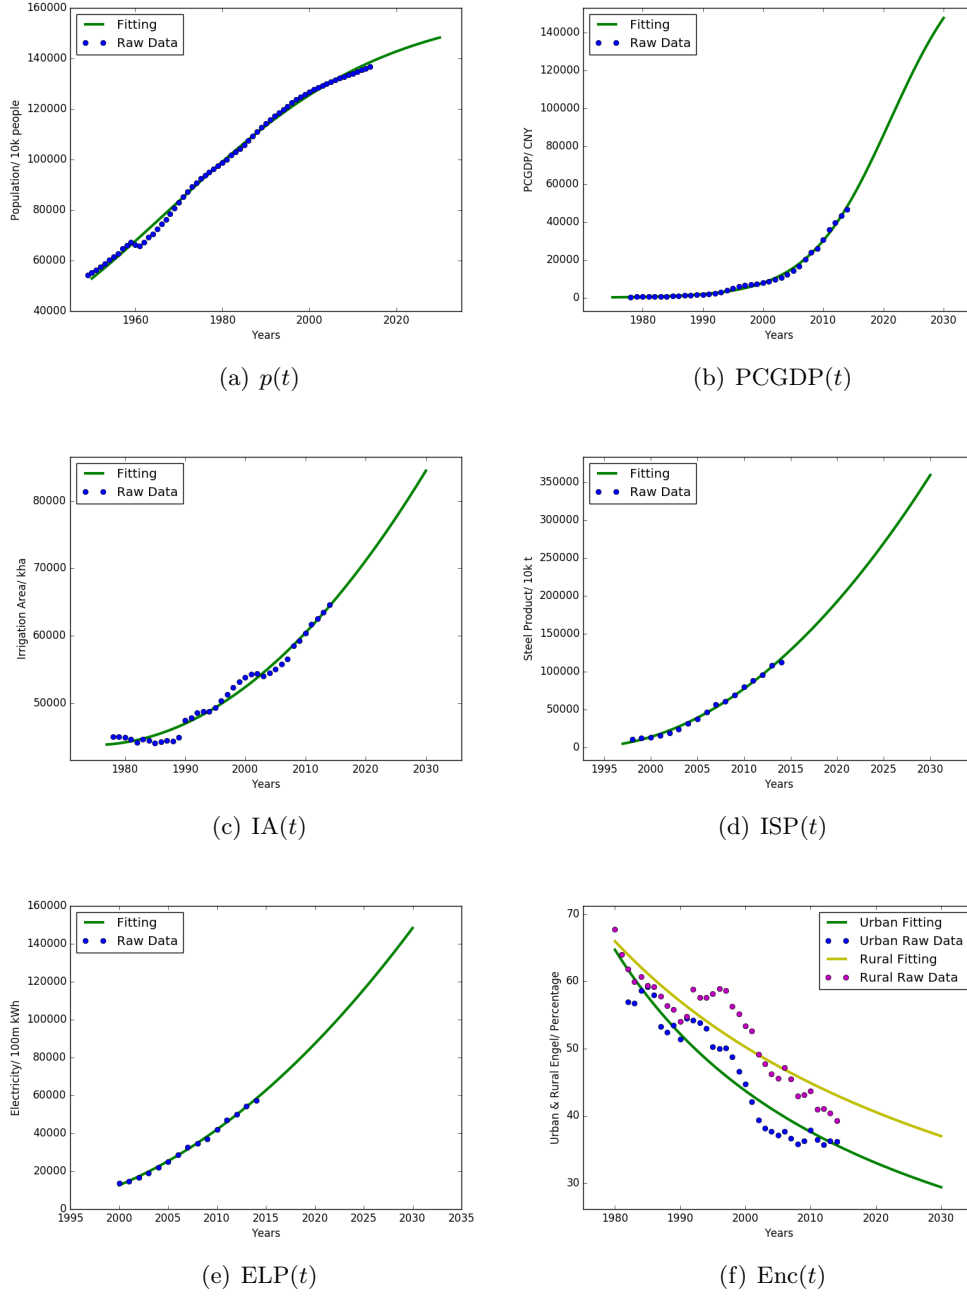 160000
140000
120000
100000
80000
60000
40000
Population/ 10k people
Fitting
Raw Data
1960
1980
2000
2020
Years
(a) p(t)
140000
120000
100000
80000
60000
40000
20000
0
PCGDP/ CNY
Fitting
Raw Data
1980
1990
2000
2010
2020
2030
Years
(b) PCGDP(t)
80000
70000
60000
50000
Irrigation Area/ kha
Fitting
Raw Data
1980
1990
2000
2010
2020
2030
Years
(c) IA(t)
350000
300000
250000
200000
150000
100000
50000
0
Steel Product/ 10k t
Fitting
Raw Data
1995
2000
2005
2010
2015
2020
2025
2030
Years
(d) ISP(t)
160000
140000
120000
100000
80000
60000
40000
20000
0
Electricity/ 100m kWh
Fitting
Raw Data
1995
2000
2005
2010
2015
2020
2025
2030
2035
Years
(e) ELP(t)
70
60
50
40
30
Urban & Rural Engel/ Percentage
Urban Fitting
Urban Raw Data
Rural Fitting
Rural Raw Data
1980
1990
2000
2010
2020
2030
Years
(f) Enc(t)